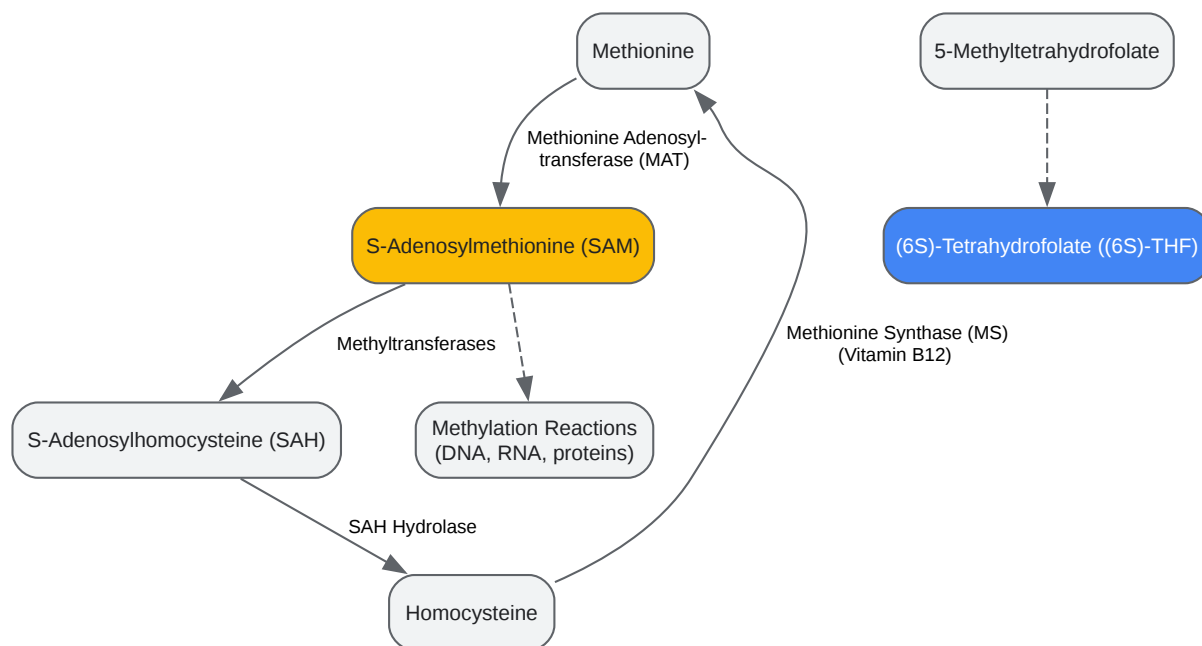 Methionine
5-Methyltetrahydrofolate
Methionine Adenosyl-
transferase (MAT)
S-Adenosylmethionine (SAM)
(6S)-Tetrahydrofolate ((6S)-THF)
Methyltransferases
Methionine Synthase (MS)
(Vitamin B12)
S-Adenosylhomocysteine (SAH)
Methylation Reactions
(DNA, RNA, proteins)
SAH Hydrolase
Homocysteine